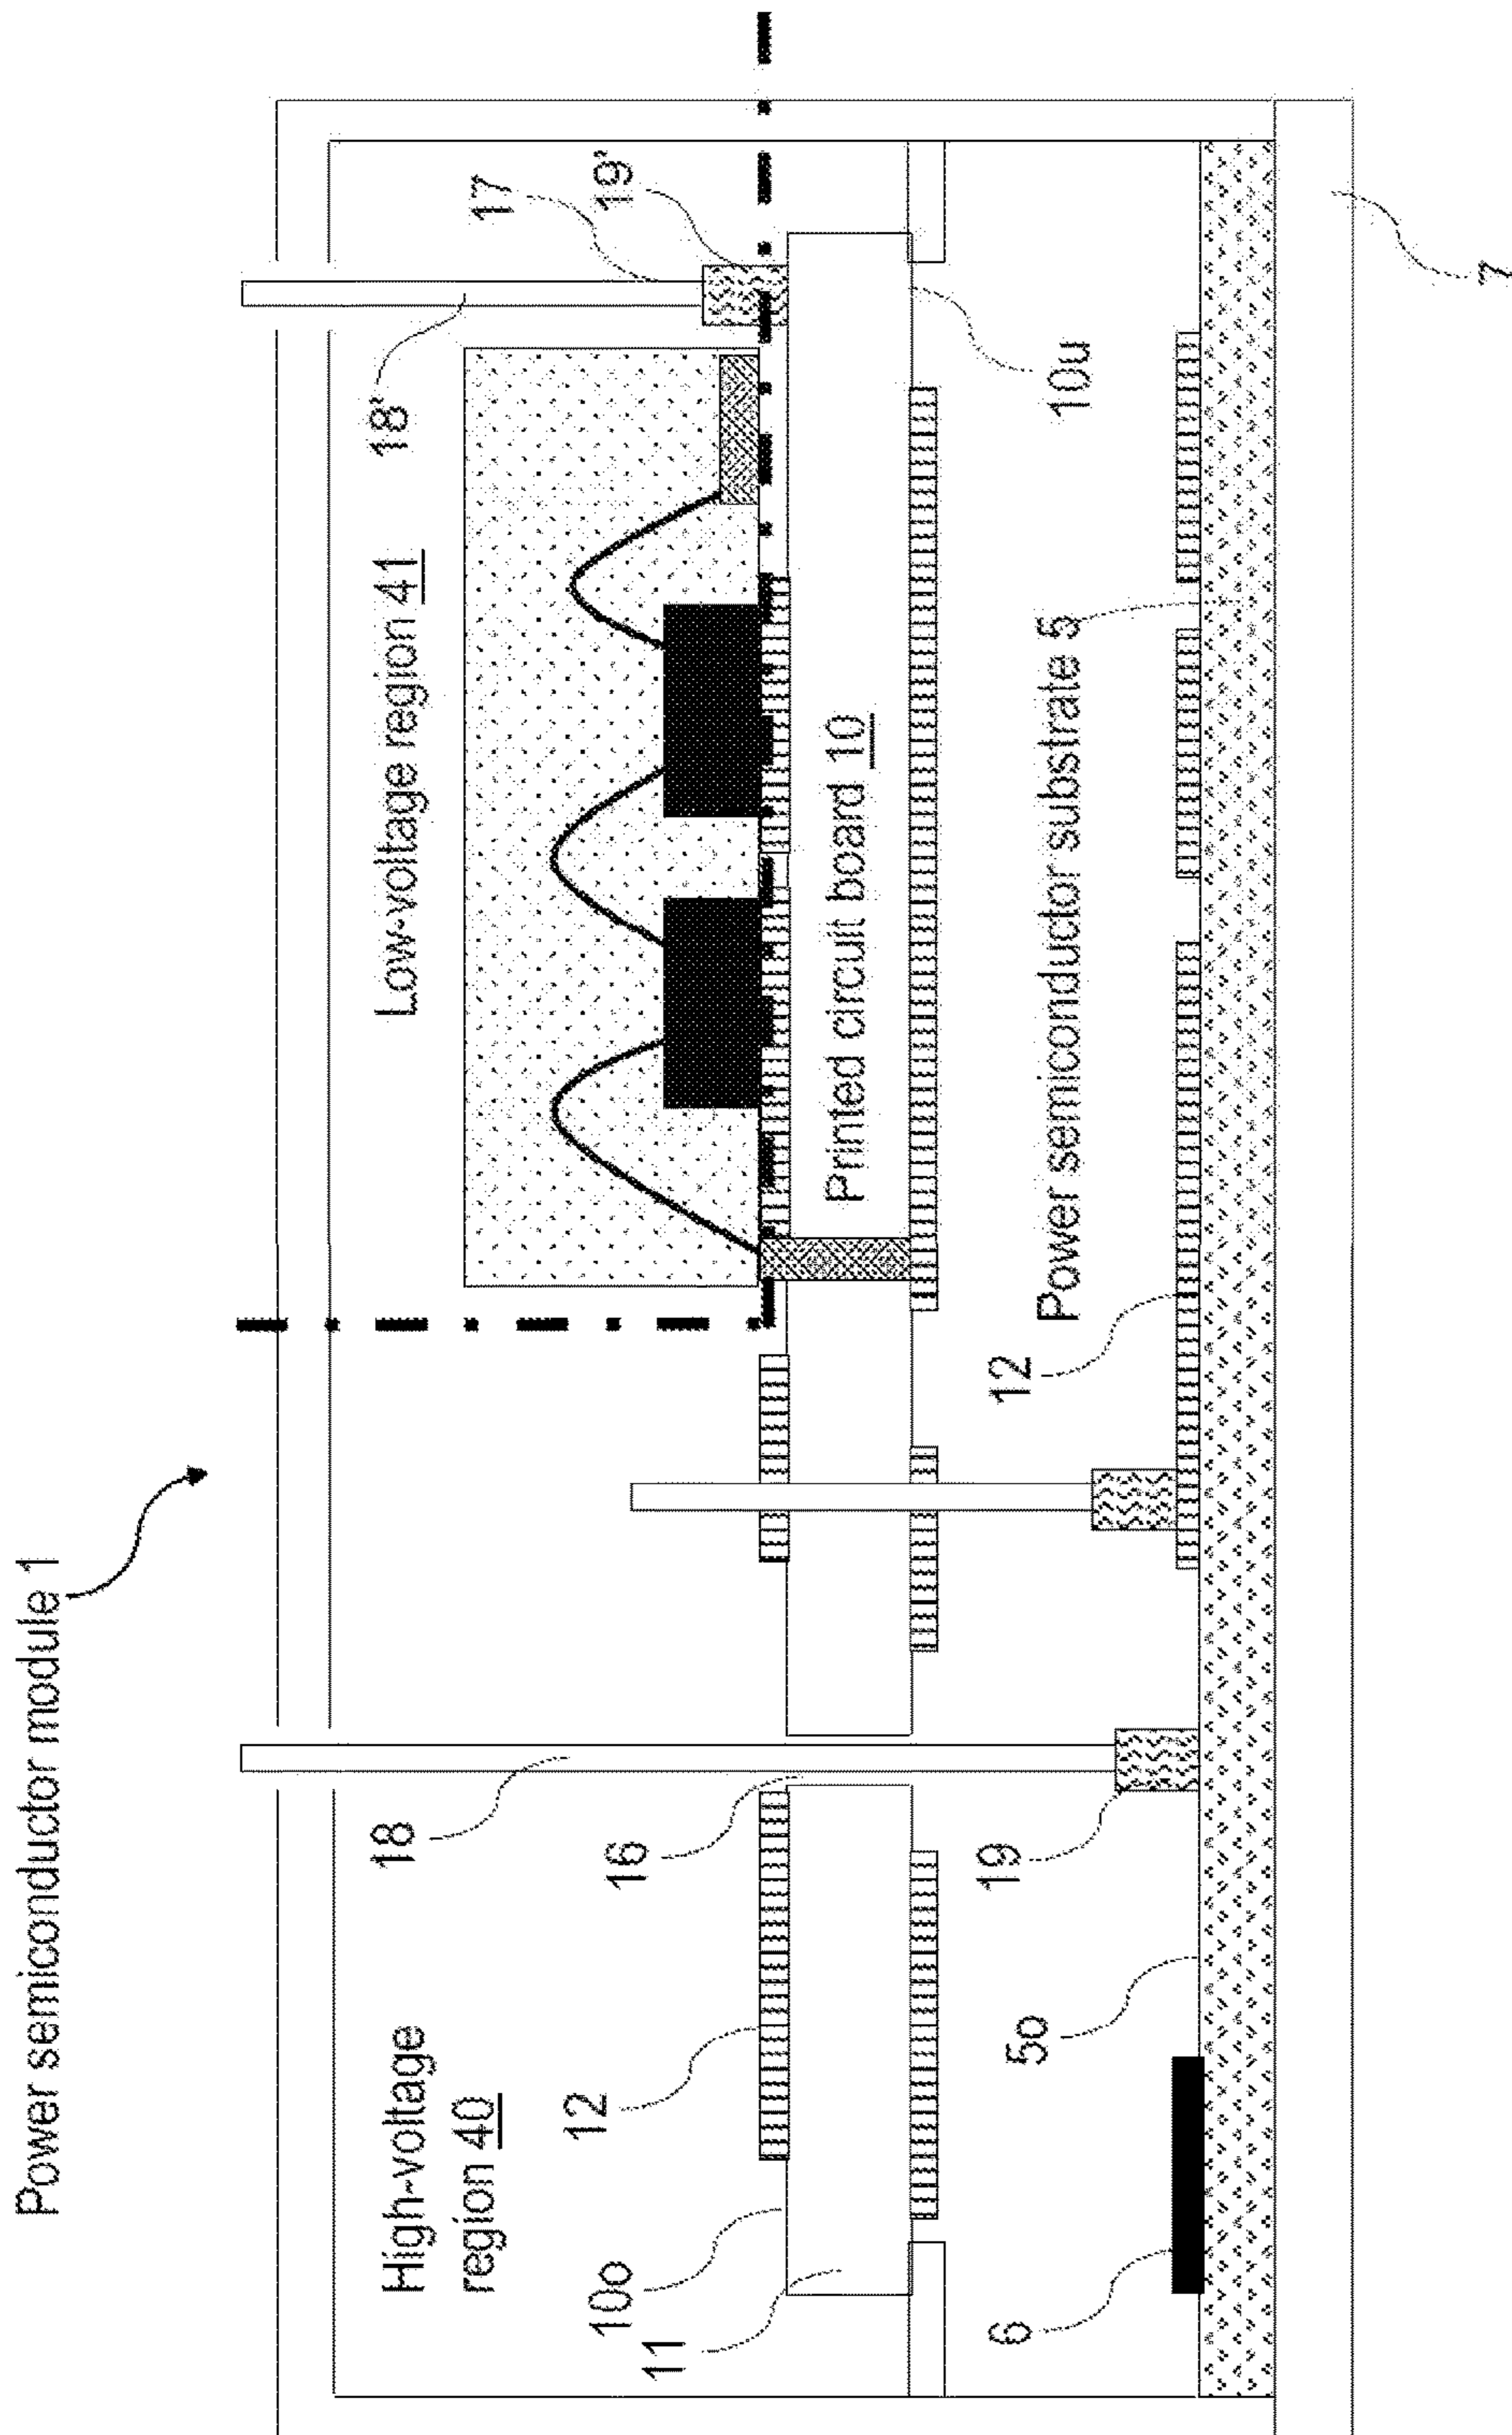 Power semiconductor module 1
High-voltage
region 40
Low-voltage region 41
18'
17
19'
18
12
16
10o
11
Printed circuit board 10
10u
Power semiconductor substrate 5
12
19
5o
6
7